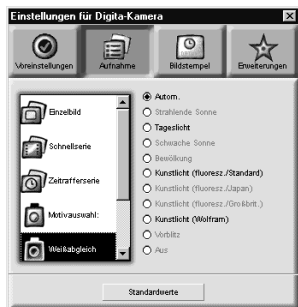 Einstellungen für Digita-Kamera
Voreinstellungen
Aufnahme
Bildstempel
Erweiterungen
Einzelbild
Schnellserie
Zeitrafferserie
Motivauswahl:
Weißabgleich
Autom.
Strahlende Sonne
Tageslicht
Schwache Sonne
Bewölkung
Kunstlicht (fluoresz./Standard)
Kunstlicht (fluoresz./Japan)
Kunstlicht (fluoresz./Großbrit.)
Kunstlicht (Wolfram)
Vorblitz
Aus
Standardwerte